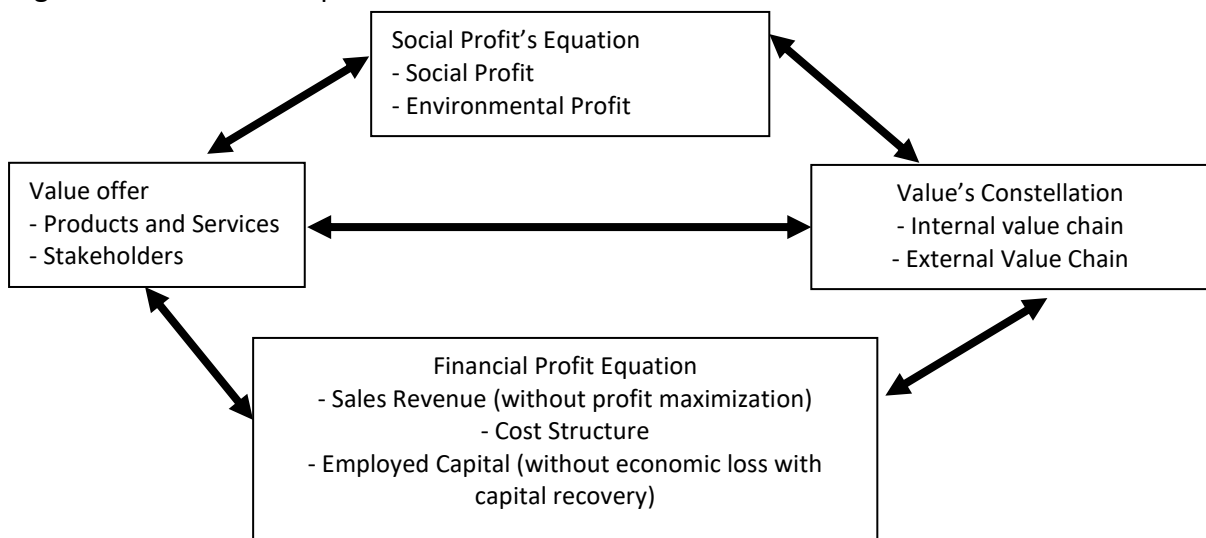 Social Profit’s Equation
- Social Profit
- Environmental Profit
Value offer
- Products and Services
- Stakeholders
Value’s Constellation
- Internal value chain
- External Value Chain
Financial Profit Equation
- Sales Revenue (without profit maximization)
- Cost Structure
- Employed Capital (without economic loss with
capital recovery)